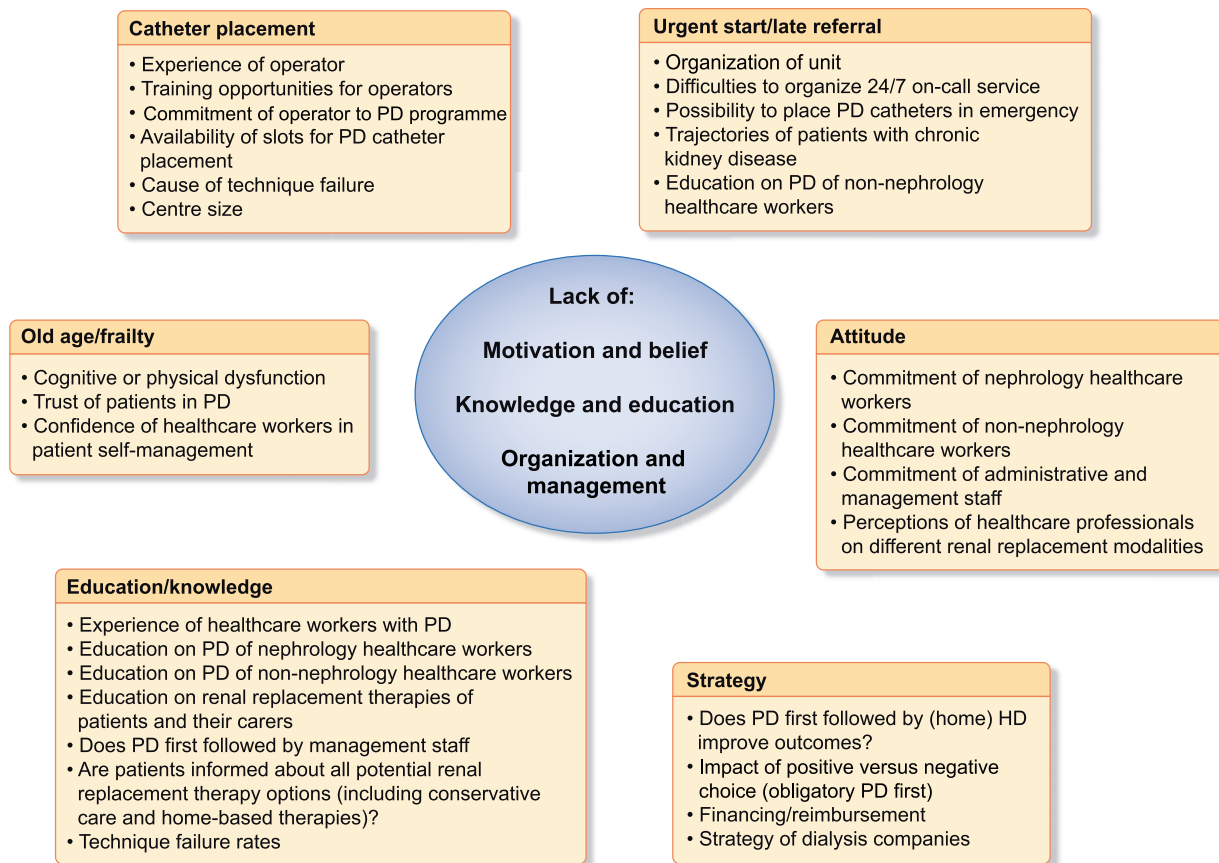 Catheter placement
• Experience of operator
• Training opportunities for operators
• Commitment of operator to PD programme
• Availability of slots for PD catheter
placement
• Cause of technique failure
• Centre size
Urgent start/late referral
• Organization of unit
• Difficulties to organize 24/7 on-call service
• Possibility to place PD catheters in emergency
• Trajectories of patients with chronic
kidney disease
• Education on PD of non-nephrology
healthcare workers
Old age/frailty
• Cognitive or physical dysfunction
• Trust of patients in PD
• Confidence of healthcare workers in
patient self-management
Lack of:
Motivation and belief
Knowledge and education
Organization and
management
Attitude
• Commitment of nephrology healthcare
workers
• Commitment of non-nephrology
healthcare workers
• Commitment of administrative and
management staff
• Perceptions of healthcare professionals
on different renal replacement modalities
Education/knowledge
• Experience of healthcare workers with PD
• Education on PD of nephrology healthcare workers
• Education on PD of non-nephrology healthcare workers
• Education on renal replacement therapies of
patients and their carers
• Does PD first followed by management staff
• Are patients informed about all potential renal
replacement therapy options (including conservative
care and home-based therapies)?
• Technique failure rates
Strategy
• Does PD first followed by (home) HD
improve outcomes?
• Impact of positive versus negative
choice (obligatory PD first)
• Financing/reimbursement
• Strategy of dialysis companies